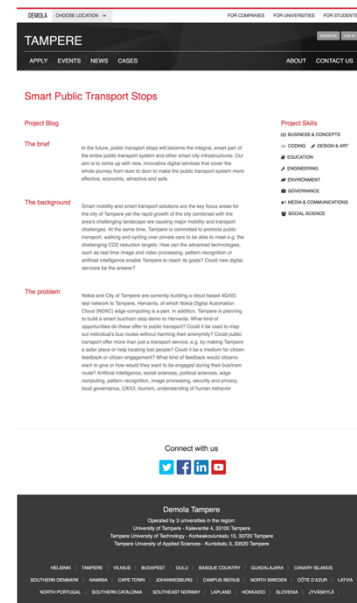 DEMOLA CHOOSE LOCATION FOR COMPANIES FOR UNIVERSITIES FOR STUDENTS
TAMPERE
APPLY EVENTS NEWS CASES ABOUT CONTACT US
Smart Public Transport Stops
Project Blog
The brief
In the future, public transport stops will become the integral, smart part of
the entire public transport system and other smart city infrastructures. Our
aim is to come up with new, innovative digital services that cover the
whole journey from door to door to make the public transport system more
effective, economic, attractive and safe.
The background
Smart mobility and smart transport solutions are the key focus areas for
the city of Tampere yet the rapid growth of the city combined with the
area's challenging landscape are causing major mobility and transport
challenges. At the same time, Tampere is committed to promote public
transport, walking and cycling over private cars to be able to meet e.g. the
challenging CO2 reduction targets. How can the advanced technologies,
such as real time image and video processing, pattern recognition or
artificial intelligence enable Tampere to reach its goals? Could new digital
services be the answer?
The problem
Nokia and City of Tampere are currently building a cloud based 4G/5G
test network to Tampere, Hervanta, of which Nokia Digital Automation
Cloud (NDAC) edge computing is a part. In addition, Tampere is planning
to build a smart bus/tram stop demo to Hervanta. What kind of
opportunities do these offer to public transport? Could it be used to map
out individual's bus routes without harming their anonymity? Could public
transport offer more than just a transport service, e.g. by making Tampere
a safer place or help locating lost people? Could it be a medium for citizen
feedback or citizen engagement? What kind of feedback would citizens
want to give or how would they want to be engaged during their bus/tram
route? Artificial intelligence, social sciences, political sciences, edge
computing, pattern recognition, image processing, security and privacy,
local governance, UX/UI, tourism, understanding of human behavior
Project Skills
BUSINESS & CONCEPTS
CODING DESIGN & ART
EDUCATION
ENGINEERING
ENVIRONMENT
GOVERNANCE
MEDIA & COMMUNICATIONS
SOCIAL SCIENCE
Connect with us
Demola Tampere
Operated by 3 universities in the region:
University of Tampere - Kalevantie 4, 33100 Tampere
Tampere University of Technology - Korkeakoulunkatu 10, 33720 Tampere
Tampere University of Applied Sciences - Kuntokatu 3, 33520 Tampere
HELSINKI | TAMPERE | VILNIUS | BUDAPEST | OULU | BASQUE COUNTRY | GUADALAJARA | CANARY ISLANDS
SOUTHERN DENMARK | NAMIBIA | CAPE TOWN | JOHANNESBURG | CAMPUS IBERUS | NORTH SWEDEN | CÔTE D'AZUR | LATVIA
NORTH PORTUGAL | SOUTHERN CATALONIA | SOUTHEAST NORWAY | LAPLAND | HOKKAIDO | SLOVENIA | JYVÄSKYLÄ